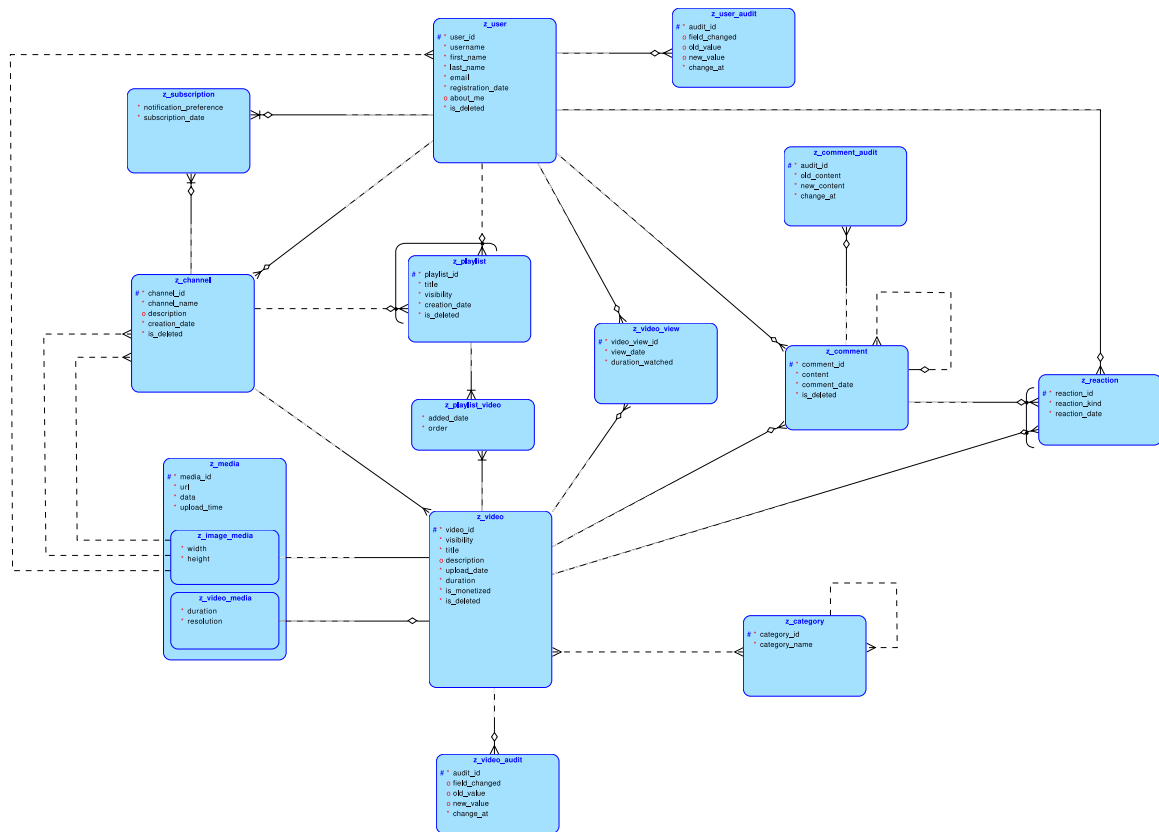 z_user
# * user_id
* username
* first_name
* last_name
* email
* registration_date
o about_me
* is_deleted
z_user_audit
# * audit_id
o field_changed
o old_value
o new_value
* change_at
z_subscription
* notification_preference
* subscription_date
z_comment_audit
# * audit_id
* old_content
* new_content
* change_at
z_channel
# * channel_id
* channel_name
o description
* creation_date
* is_deleted
z_playlist
# * playlist_id
* title
* visibility
* creation_date
* is_deleted
z_video_view
# * video_view_id
* view_date
* duration_watched
z_comment
# * comment_id
* content
* comment_date
* is_deleted
z_reaction
# * reaction_id
* reaction_kind
* reaction_date
z_playlist_video
* added_date
* order
z_media
# * media_id
* url
* data
* upload_time
z_image_media
* width
* height
z_video_media
* duration
* resolution
z_video
# * video_id
* visibility
* title
o description
* upload_date
* duration
* is_monetized
* is_deleted
z_category
# * category_id
* category_name
z_video_audit
# * audit_id
o field_changed
o old_value
o new_value
* change_at